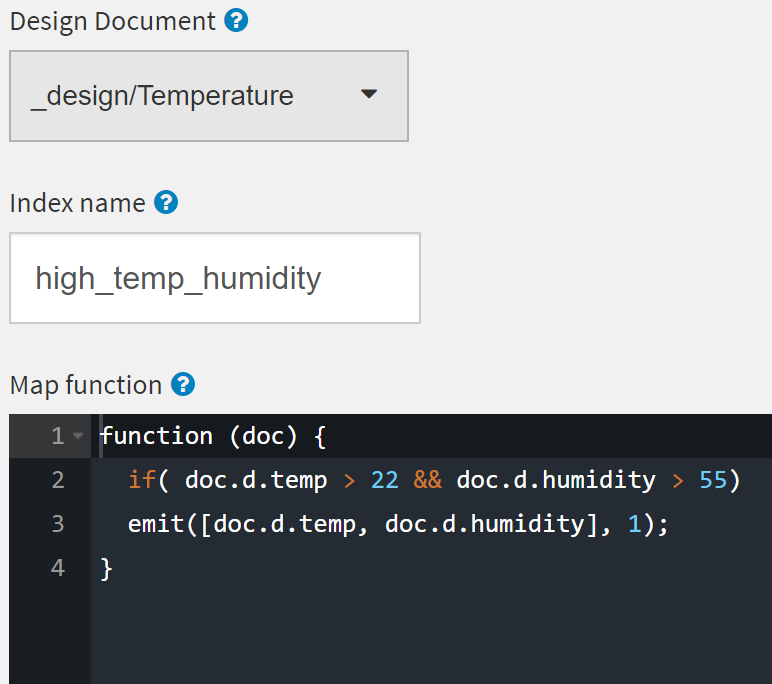 Design Document ?
_design/Temperature
Index name ?
high_temp_humidity
Map function ?
1 function (doc) {
2 if( doc.d.temp > 22 && doc.d.humidity > 55)
3 emit([doc.d.temp, doc.d.humidity], 1);
4 }